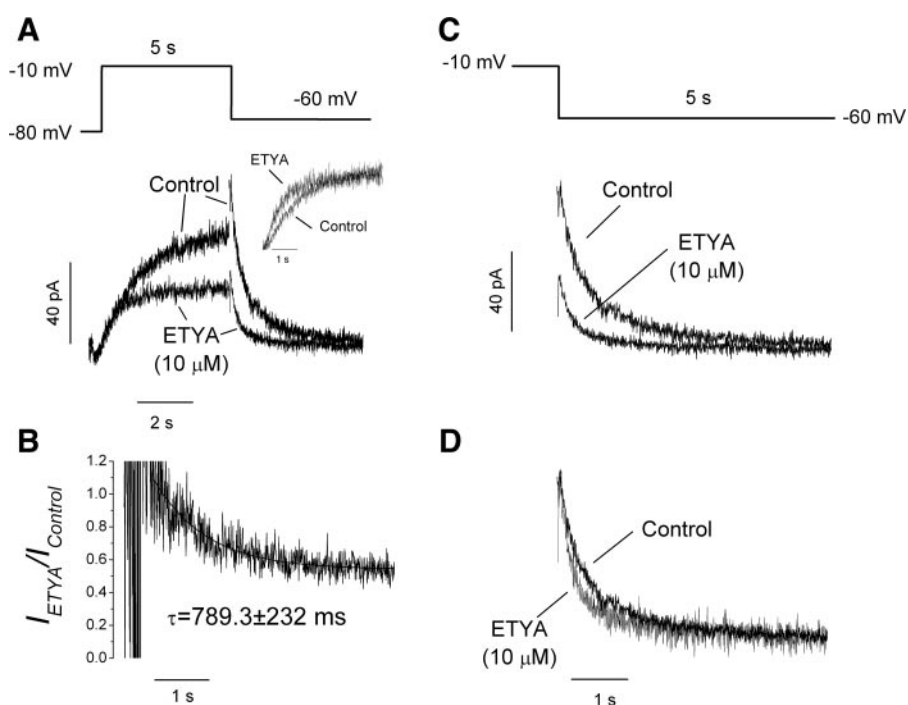 A
5 s
-10 mV
-60 mV
-80 mV
Control
ETYA
Control
1 s
40 pA
ETYA
(10 µM)
2 s
B
1.2
1.0
0.8
0.6
0.4
0.2
0.0
I_ETYA/I_Control
τ=789.3±232 ms
1 s
C
-10 mV
5 s
-60 mV
Control
ETYA
(10 µM)
40 pA
D
Control
ETYA
(10 µM)
1 s